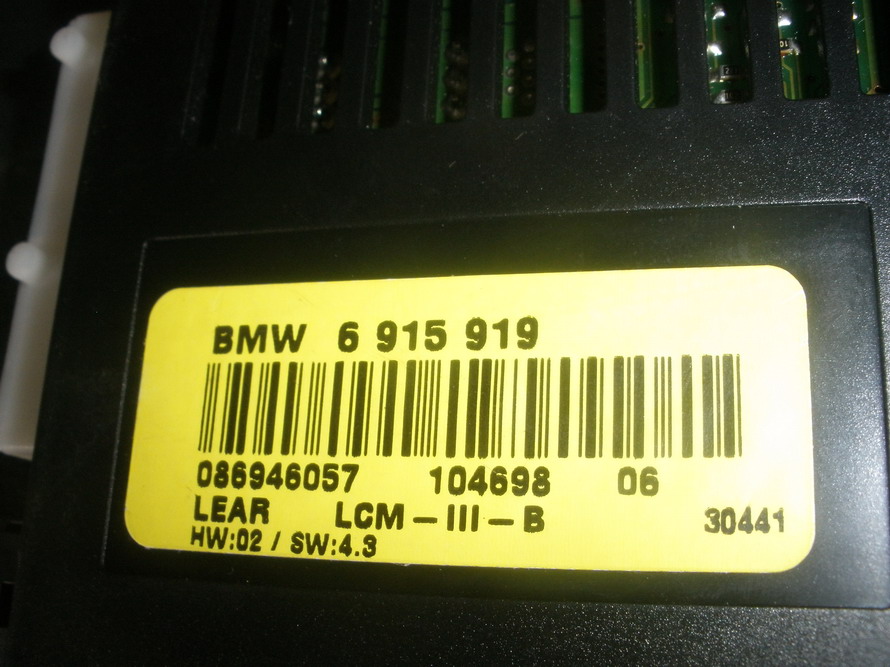 BMW 6 915 919
086946057 104698 06
LEAR LCM-III-B 30441
HW:02 / SW:4.3